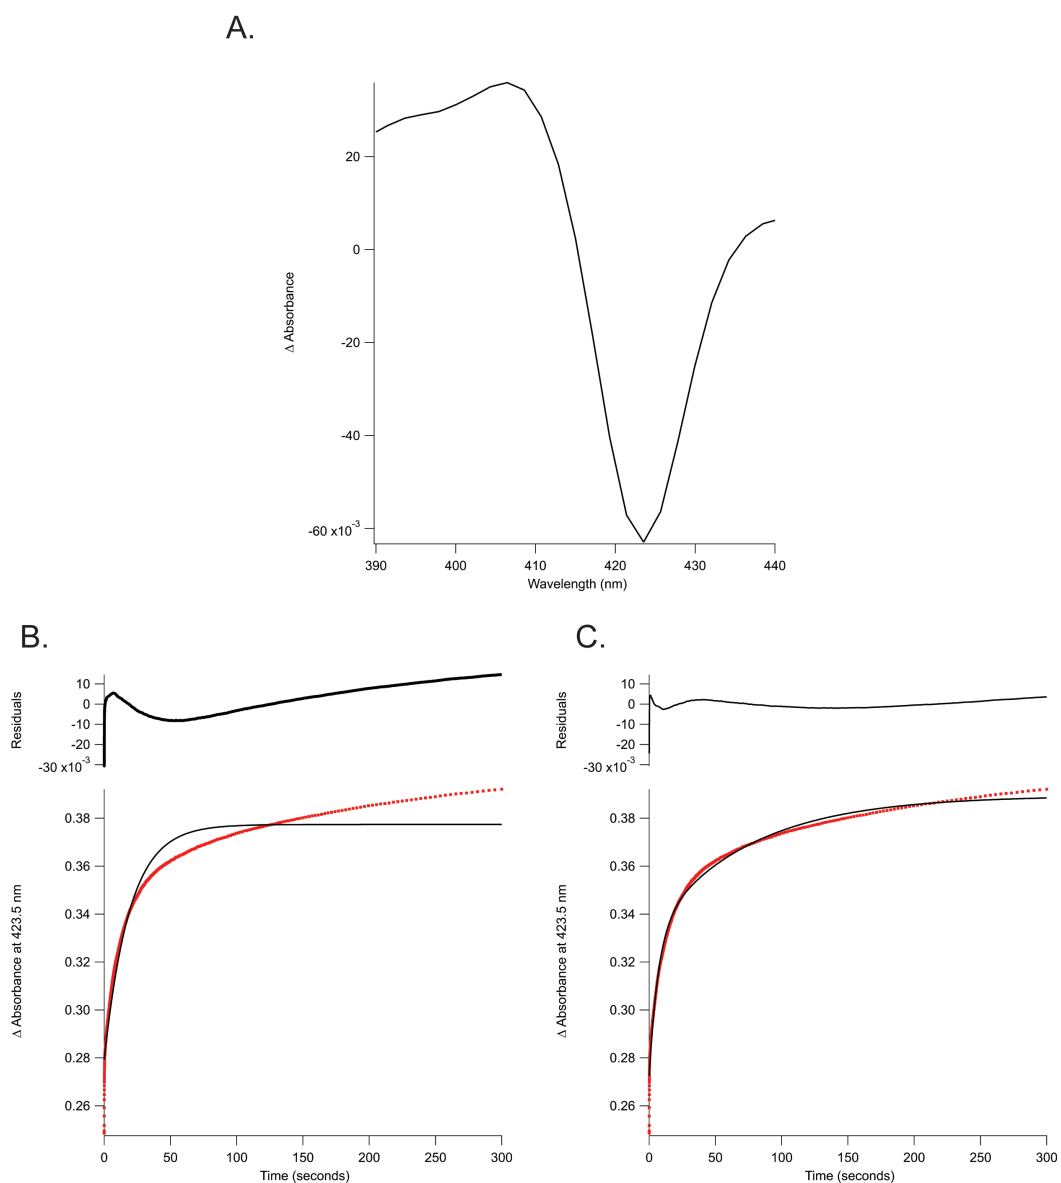 A.
20
0
-20
-40
-60 x10-3
Δ Absorbance
390 400 410 420 430 440
Wavelength (nm)
B.
10
0
-10
-20
-30 x10-3
Residuals
0.38
0.36
0.34
0.32
0.30
0.28
0.26
Δ Absorbance at 423.5 nm
0 50 100 150 200 250 300
Time (seconds)
C.
10
0
-10
-20
-30 x10-3
Residuals
0.38
0.36
0.34
0.32
0.30
0.28
0.26
Δ Absorbance at 423.5 nm
0 50 100 150 200 250 300
Time (seconds)